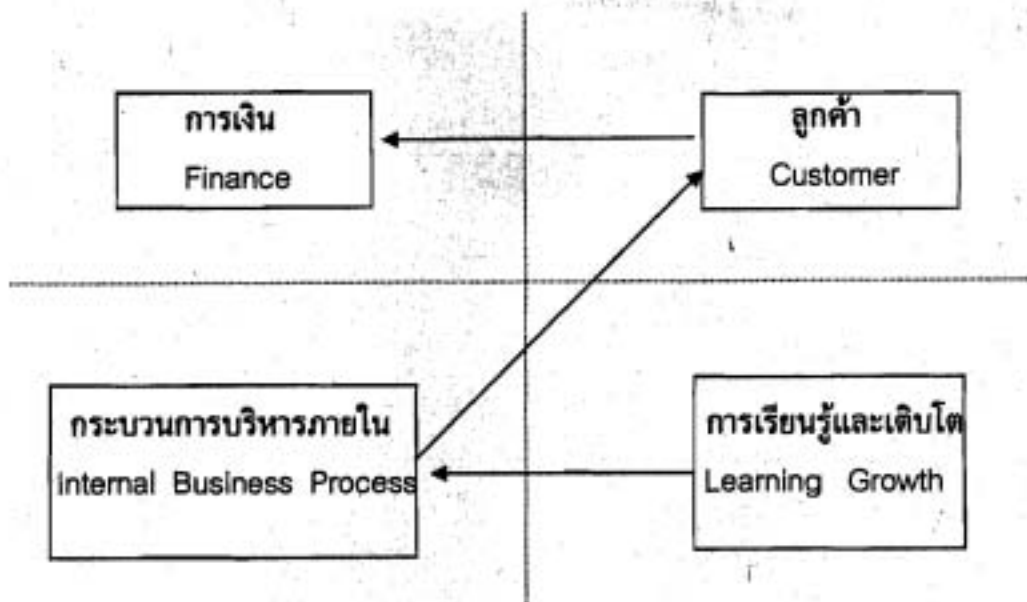 การเงิน
Finance
ลูกค้า
Customer
กระบวนการบริหารภายใน
Internal Business Process
การเรียนรู้และเติบโต
Learning Growth